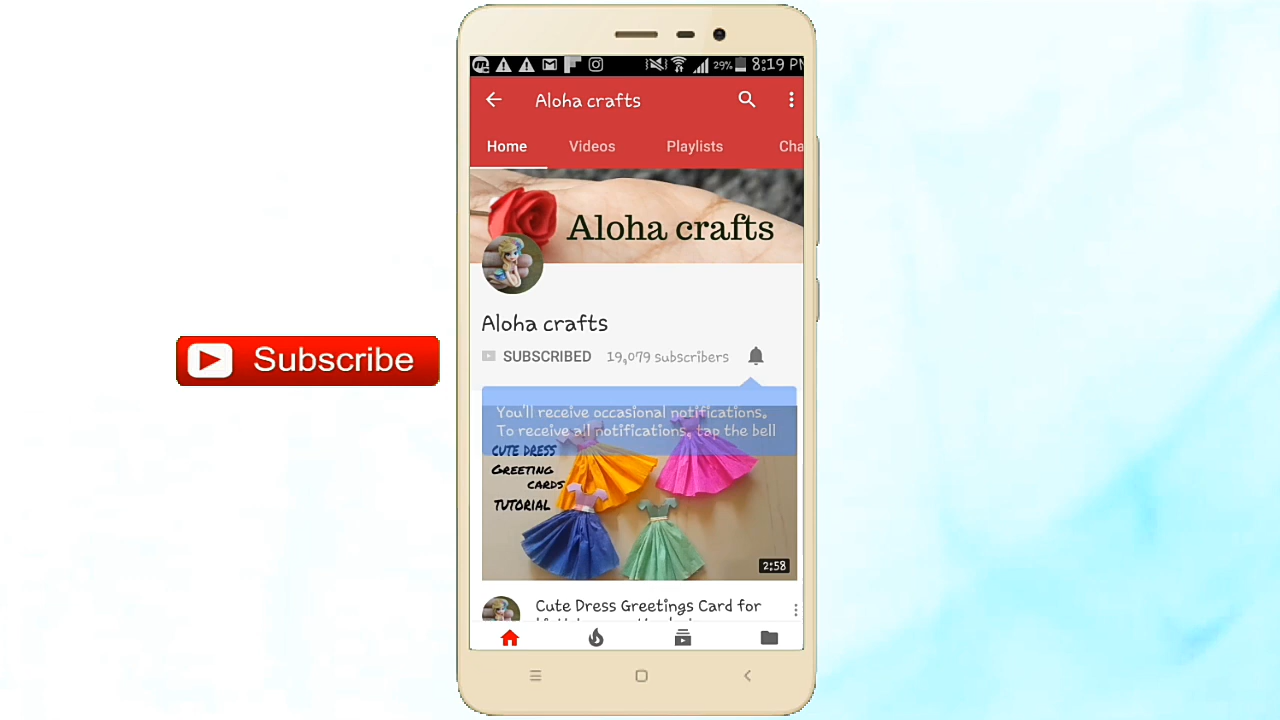 29% 8:19 PM
Aloha crafts
Home Videos Playlists Cha
Aloha crafts
Aloha crafts
SUBSCRIBED 19,079 subscribers
Subscribe
You'll receive occasional notifications.
To receive all notifications, tap the bell
CUTE DRESS
GREETING
CARDS
TUTORIAL
2:58
Cute Dress Greetings Card for